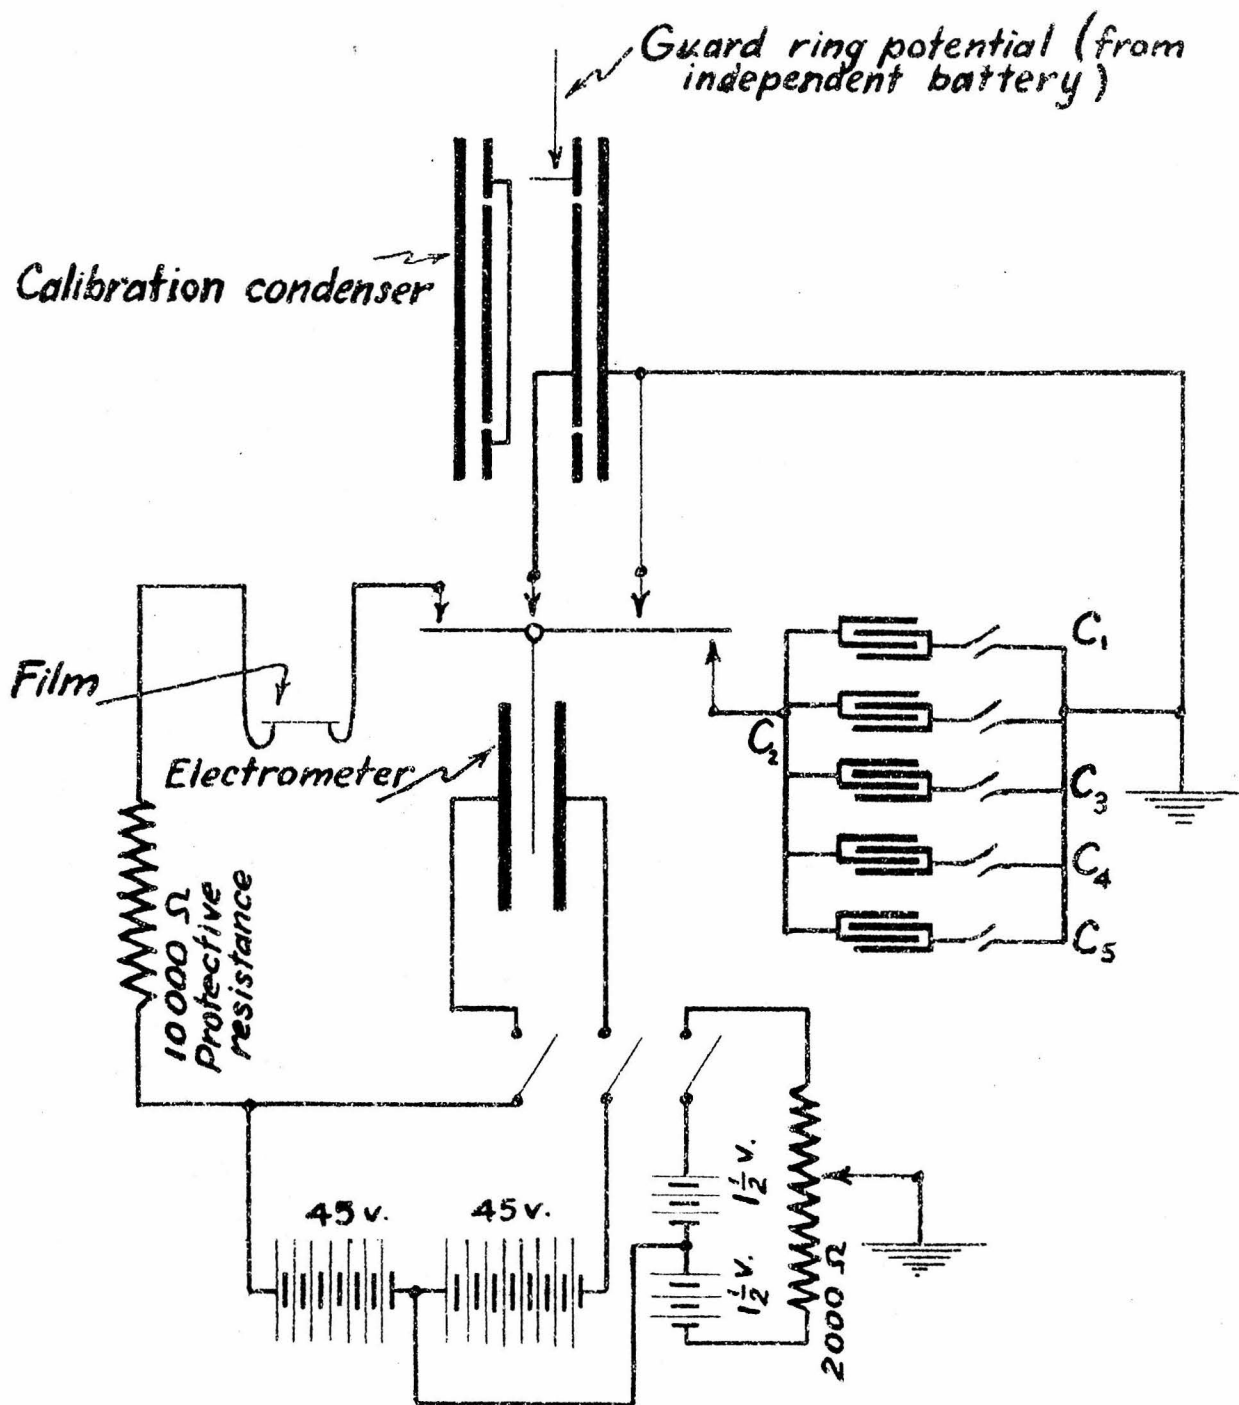 Guard ring potential (from
independent battery)
Calibration condenser
Film
Electrometer
C₁
C₂
C₃
C₄
C₅
10000 Ω
Protective
resistance
45 v.
45 v.
1½ v.
1½ v.
2000 Ω